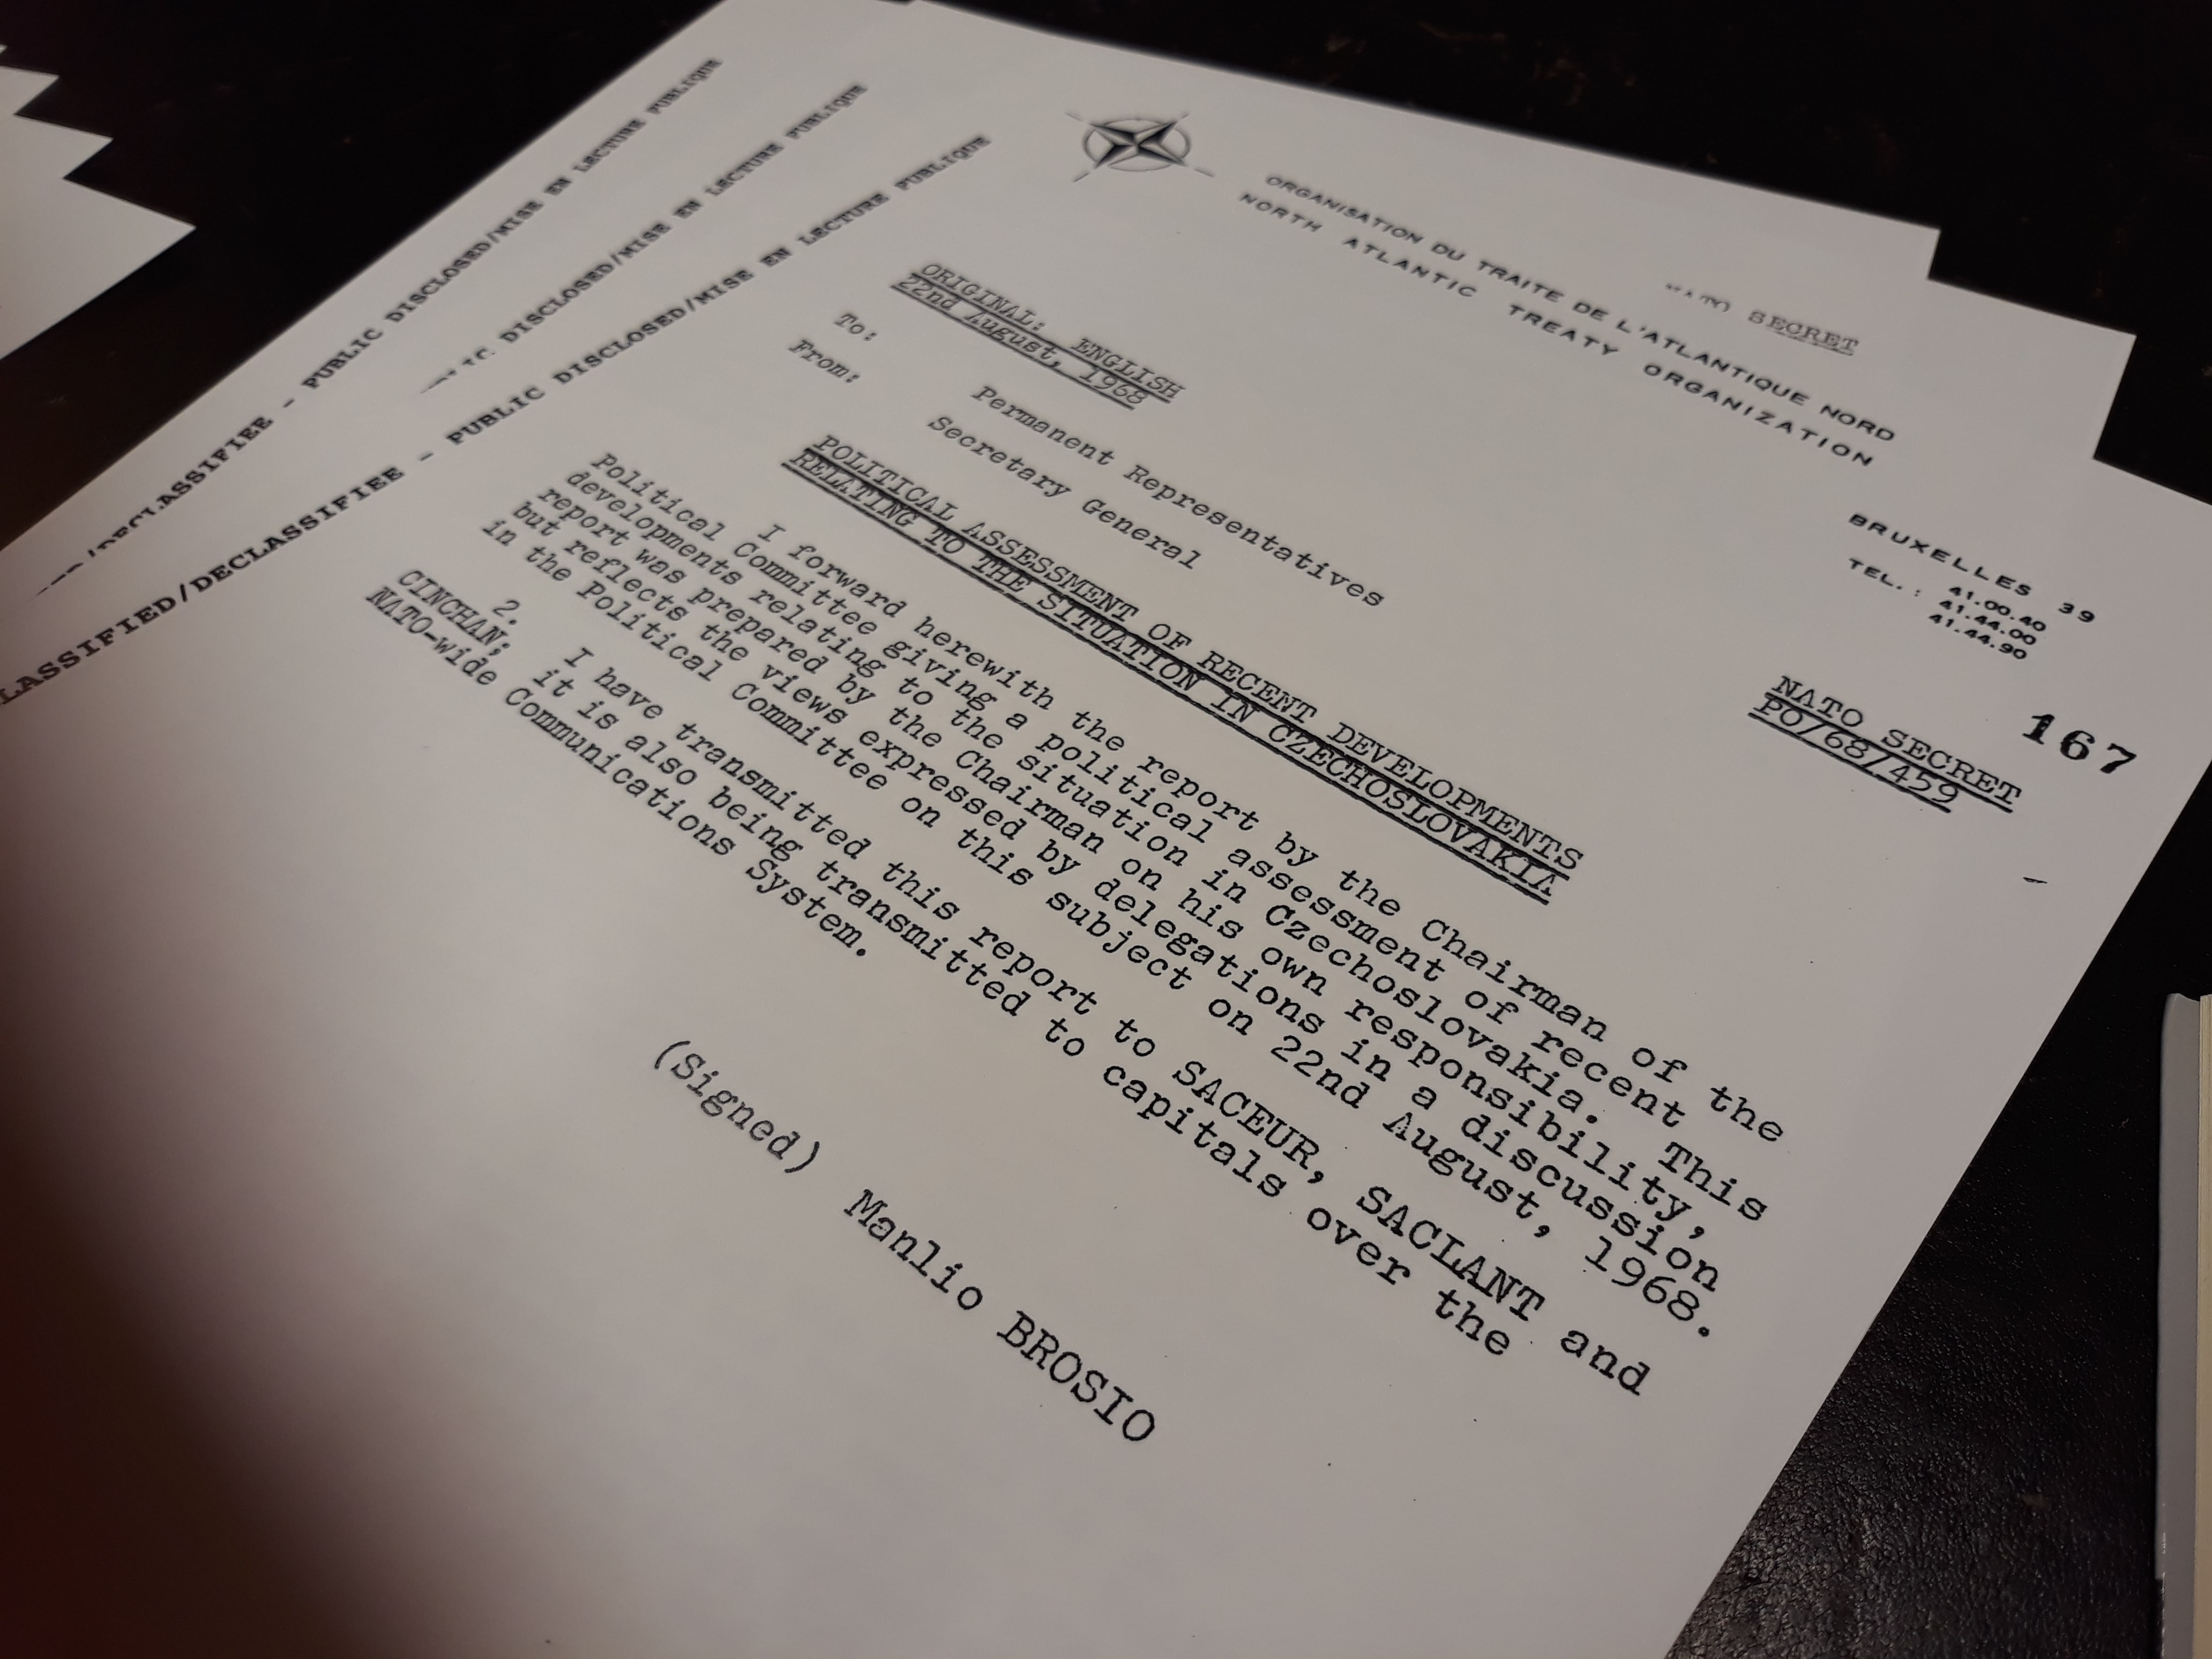 ORGANISATION DU TRAITE DE L'ATLANTIQUE NORD
NORTH ATLANTIC TREATY ORGANIZATION
BRUXELLES 39
TEL. : 41.00.40
41.44.00
41.44.90
NATO SECRET
PO/68/459
167
ORIGINAL: ENGLISH
22nd August, 1968
To: Permanent Representatives
From: Secretary General
POLITICAL ASSESSMENT OF RECENT DEVELOPMENTS
RELATING TO THE SITUATION IN CZECHOSLOVAKIA
I forward herewith the report by the Chairman of the
Political Committee giving a political assessment of recent
developments relating to the situation in Czechoslovakia. This
report was prepared by the Chairman on his own responsibility,
but reflects the views expressed by delegations in a discussion
in the Political Committee on this subject on 22nd August, 1968.
2. I have transmitted this report to SACEUR, SACLANT and
CINCHAN; it is also being transmitted to capitals over the
NATO-wide Communications System.
(Signed) Manlio BROSIO
LASSIFIED/DECLASSIFIEE - PUBLIC DISCLOSED/MISE EN LECTURE PUBLIQUE
DISCLOSED/MISE EN LECTURE PUBLIQUE
/DECLASSIFIEE - PUBLIC DISCLOSED/MISE EN LECTURE PUBLIQUE
SECRET